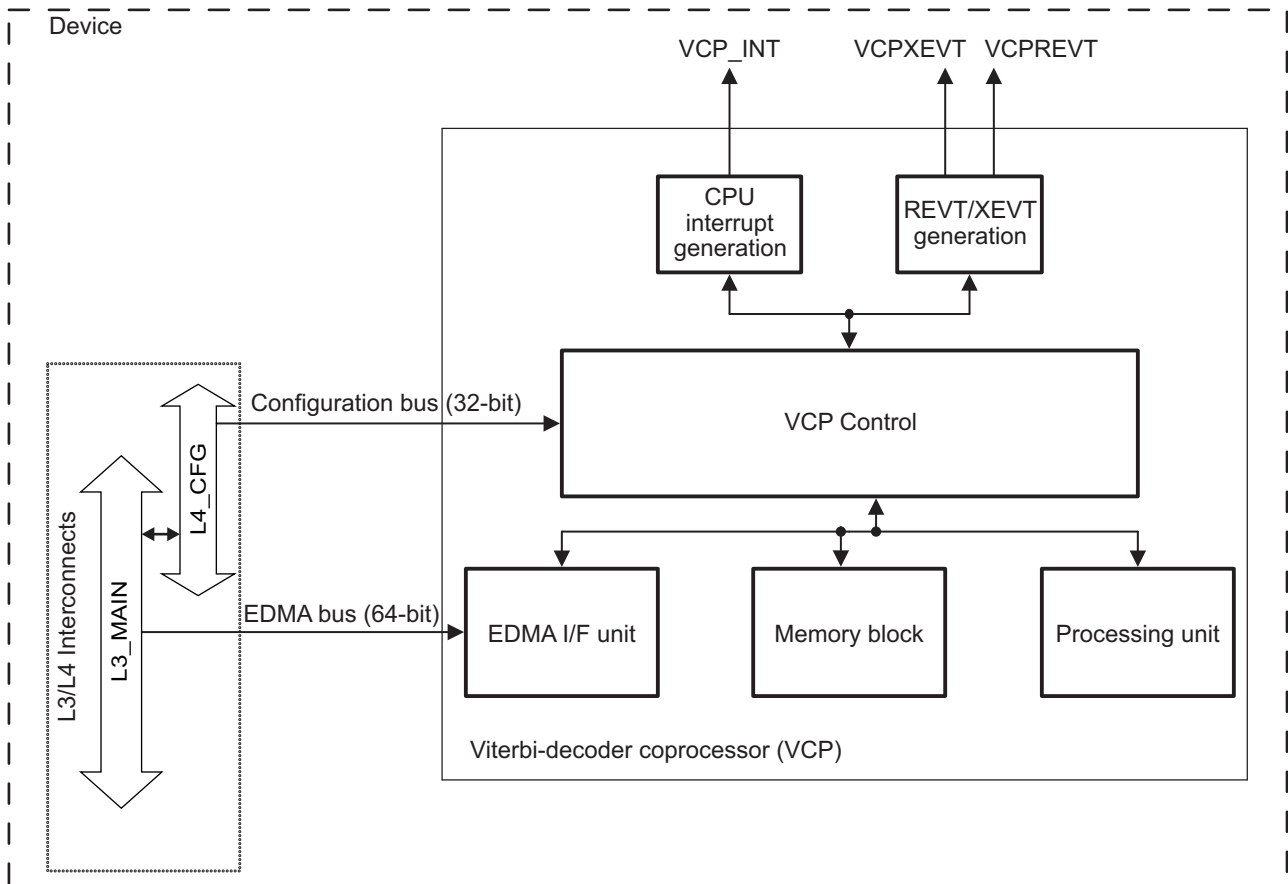 Device
VCP_INT
VCPXEVT
VCPREVT
CPU
interrupt
generation
REVT/XEVT
generation
Configuration bus (32-bit)
VCP Control
L4_CFG
L3/L4 Interconnects
L3_MAIN
EDMA bus (64-bit)
EDMA I/F unit
Memory block
Processing unit
Viterbi-decoder coprocessor (VCP)